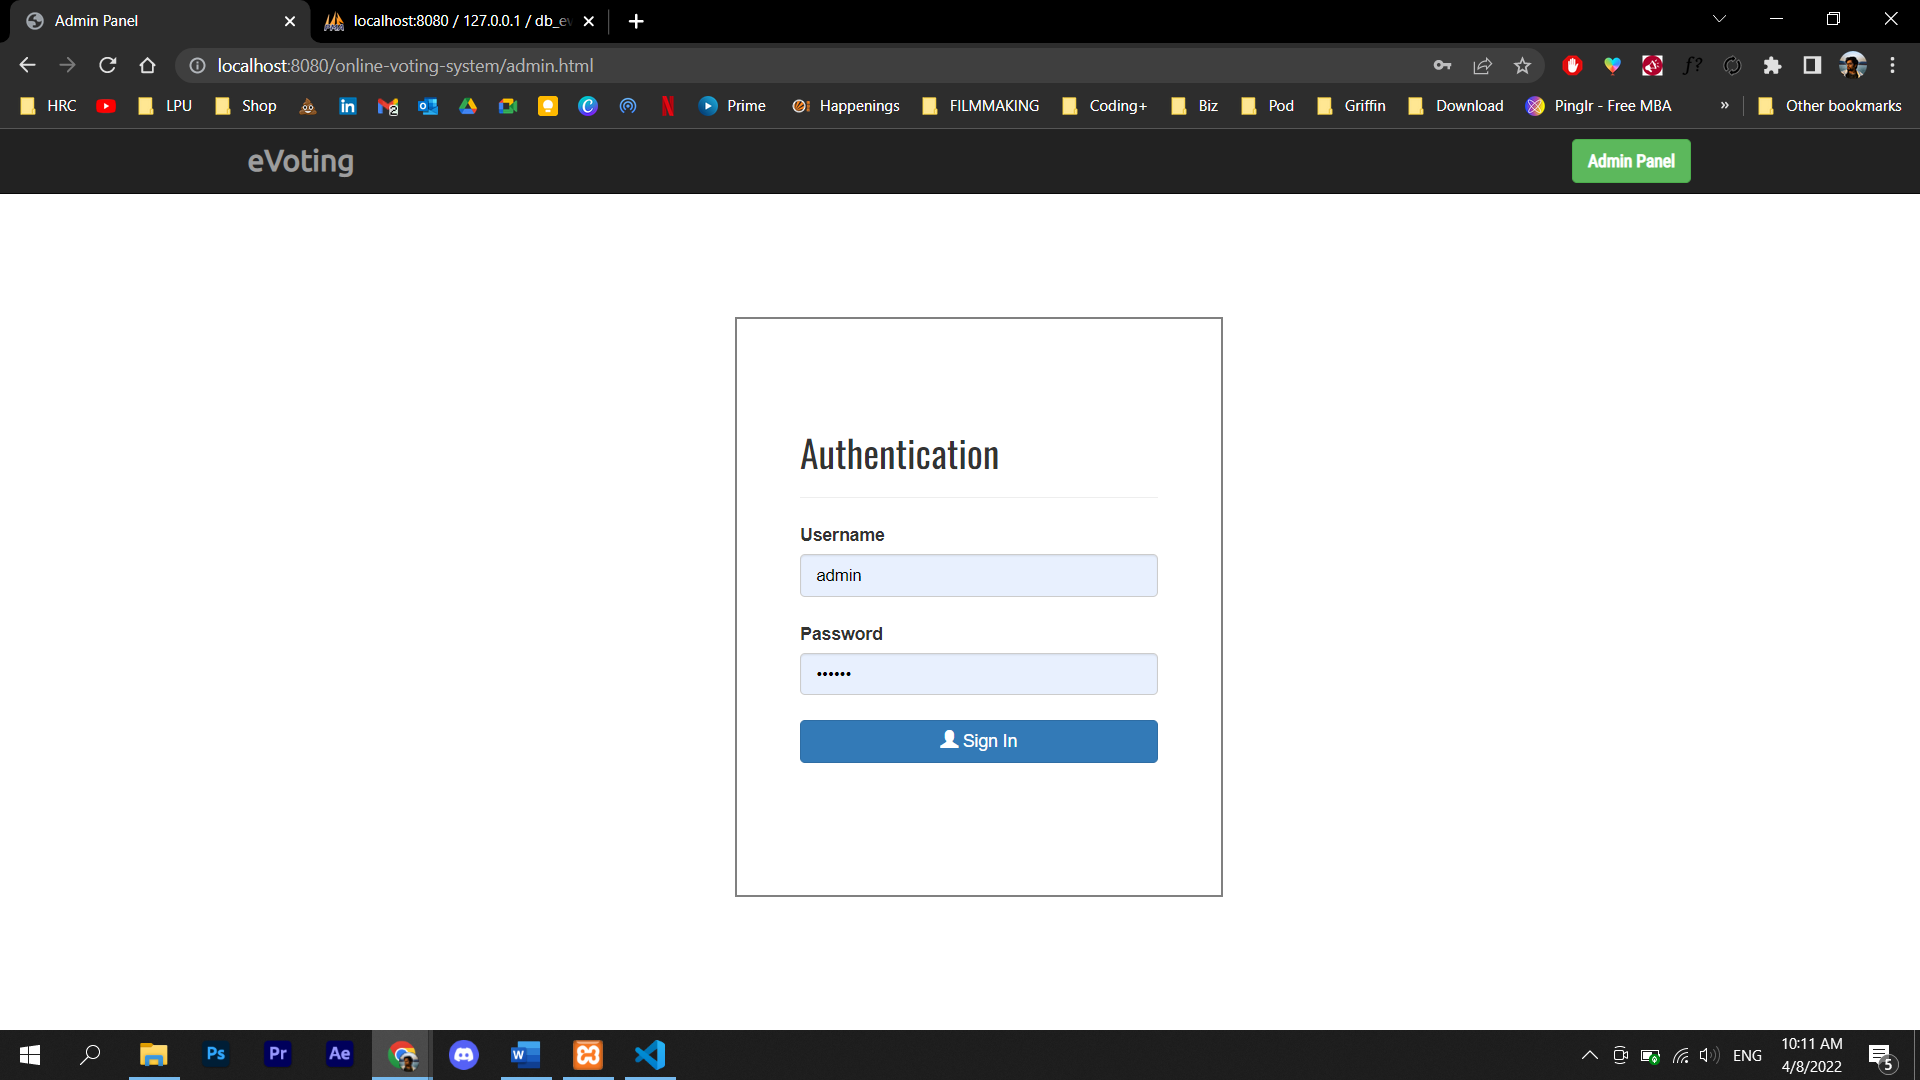 Admin Panel
localhost:8080 / 127.0.0.1 / db_ev
localhost:8080/online-voting-system/admin.html
HRC
LPU
Shop
Prime
Happenings
FILMMAKING
Coding+
Biz
Pod
Griffin
Download
Pinglr - Free MBA
»
Other bookmarks
eVoting
Admin Panel
Authentication
Username
admin
Password
••••••
Sign In
Ps
Pr
Ae
ENG
10:11 AM
4/8/2022
5